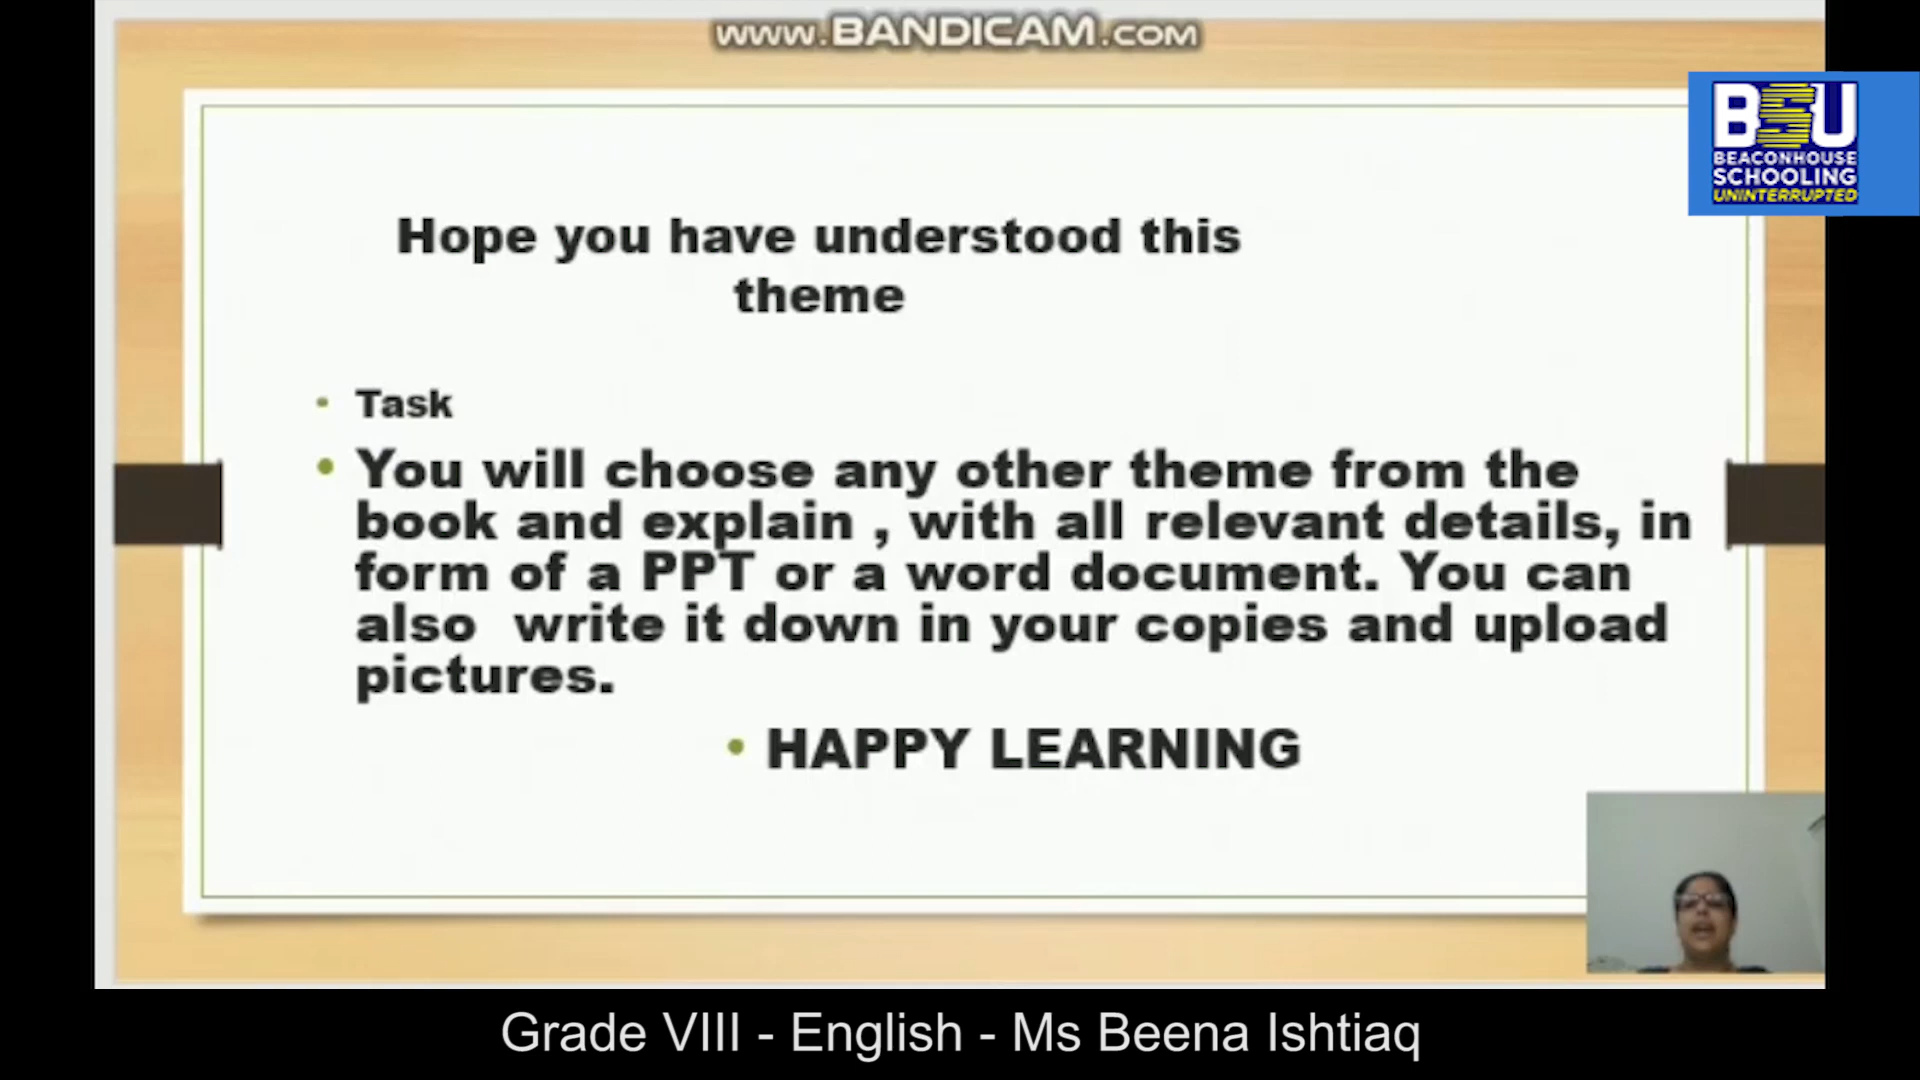 www.BANDICAM.COM
BSU
BEACONHOUSE
SCHOOLING
UNINTERRUPTED
Hope you have understood this
theme
• Task
• You will choose any other theme from the
book and explain , with all relevant details, in
form of a PPT or a word document. You can
also write it down in your copies and upload
pictures.
• HAPPY LEARNING
Grade VIII - English - Ms Beena Ishtiaq